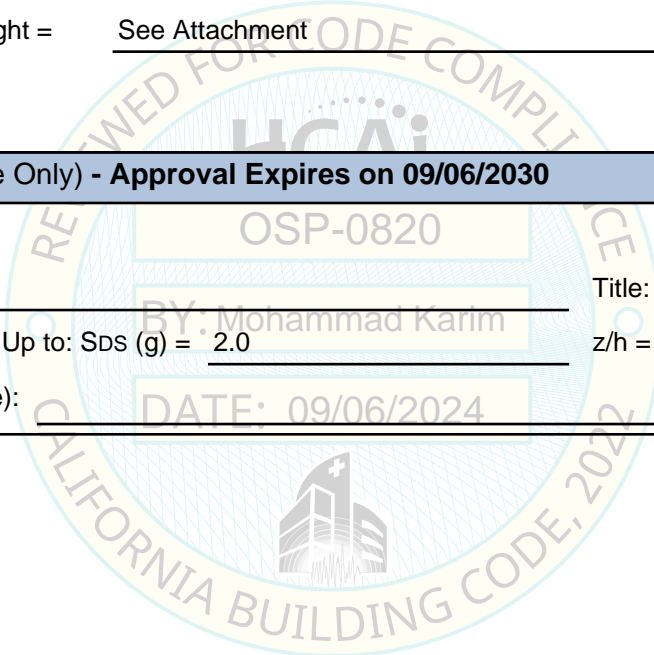 ght = See Attachment
REVIEWED FOR CODE COMPLIANCE
HCAi
e Only) - Approval Expires on 09/06/2030
OSP-0820
Title:
BY: Mohammad Karim
Up to: SDS (g) = 2.0 z/h =
e):
DATE: 09/06/2024
CALIFORNIA BUILDING CODE, 2022